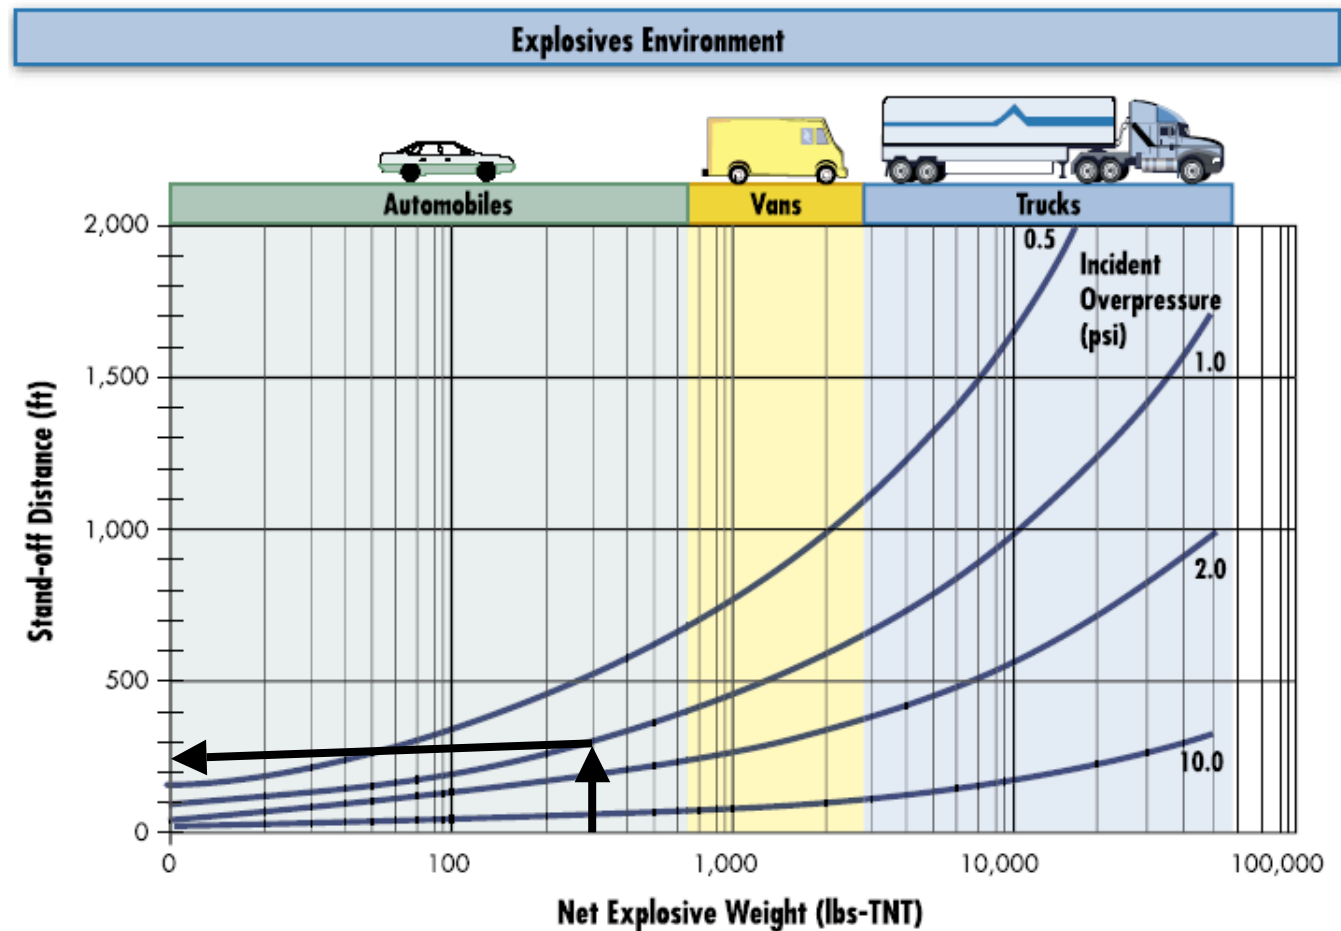 Explosives Environment
Automobiles
Vans
Trucks
2,000
1,500
1,000
500
0
Stand-off Distance (ft)
0.5
Incident
Overpressure
(psi)
1.0
2.0
10.0
0
100
1,000
10,000
100,000
Net Explosive Weight (lbs-TNT)